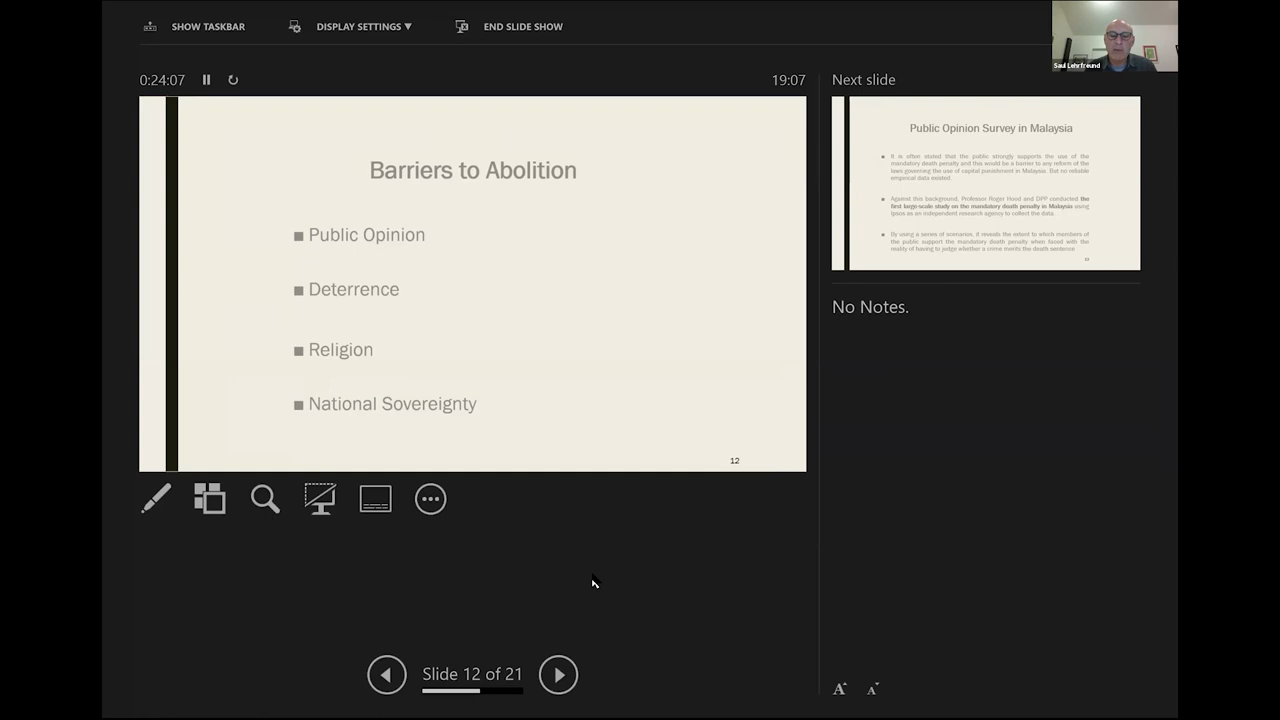 SHOW TASKBAR
DISPLAY SETTINGS ▼
END SLIDE SHOW
Saul Lehrfreund
0:24:07
19:07
Next slide
Barriers to Abolition
■ Public Opinion
■ Deterrence
■ Religion
■ National Sovereignty
12
Public Opinion Survey in Malaysia
■ It is often stated that the public strongly supports the use of the
mandatory death penalty and this would be a barrier to any reform of the
laws governing the use of capital punishment in Malaysia. But no reliable
empirical data existed.
■ Against this background, Professor Roger Hood and DPP conducted the
first large-scale study on the mandatory death penalty in Malaysia using
Ipsos as an independent research agency to collect the data.
■ By using a series of scenarios, it reveals the extent to which members of
the public support the mandatory death penalty when faced with the
reality of having to judge whether a crime merits the death sentence.
No Notes.
Slide 12 of 21
A A